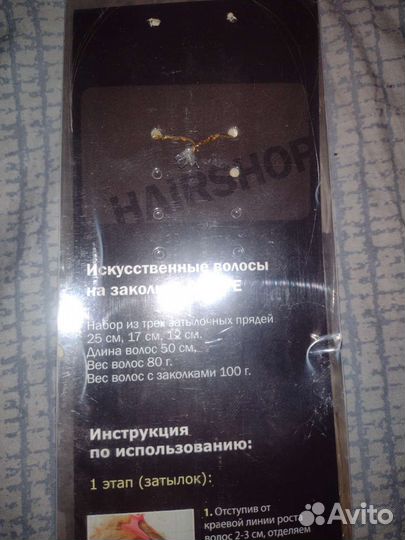 HAIRSHOP
Искусственные волосы
на
Набор из трех затылочных прядей
25 см, 17 см, 12 см.
Длина волос 50 см.
Вес волос 80 г.
Вес волос с заколками 100 г.
Инструкция
по использованию:
1 этап (затылок):
1. Отступив от
краевой линии роста
волос 2-3 см, отделяем
Avito